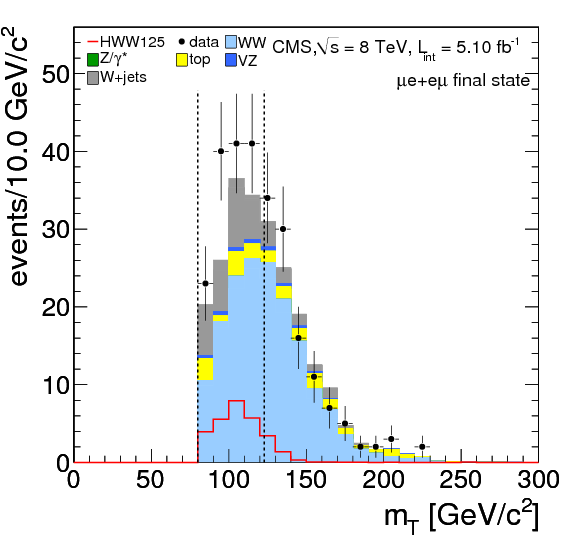 HWW125 data WW
Z/γ* top VZ
W+jets
CMS,√s = 8 TeV, L_int = 5.10 fb⁻¹
μe+eμ final state
events/10.0 GeV/c²
50
40
30
20
10
0
0 50 100 150 200 250 300
m_T [GeV/c²]